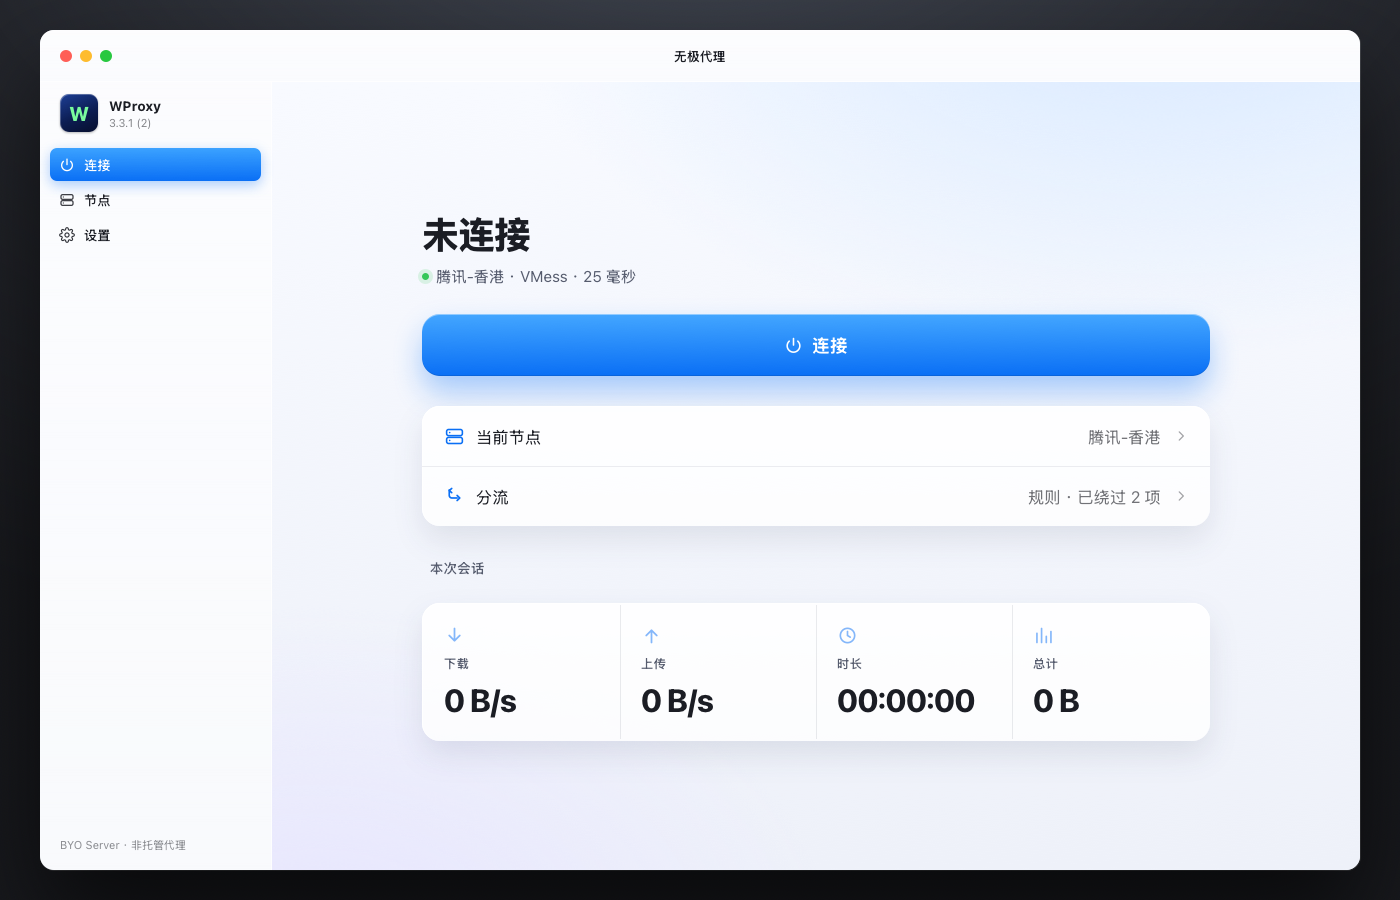 无极代理
WProxy
3.3.1 (2)
连接
节点
设置
未连接
腾讯-香港 · VMess · 25 毫秒
连接
当前节点
腾讯-香港
分流
规则 · 已绕过 2 项
本次会话
下载
0 B/s
上传
0 B/s
时长
00:00:00
总计
0 B
BYO Server · 非托管代理